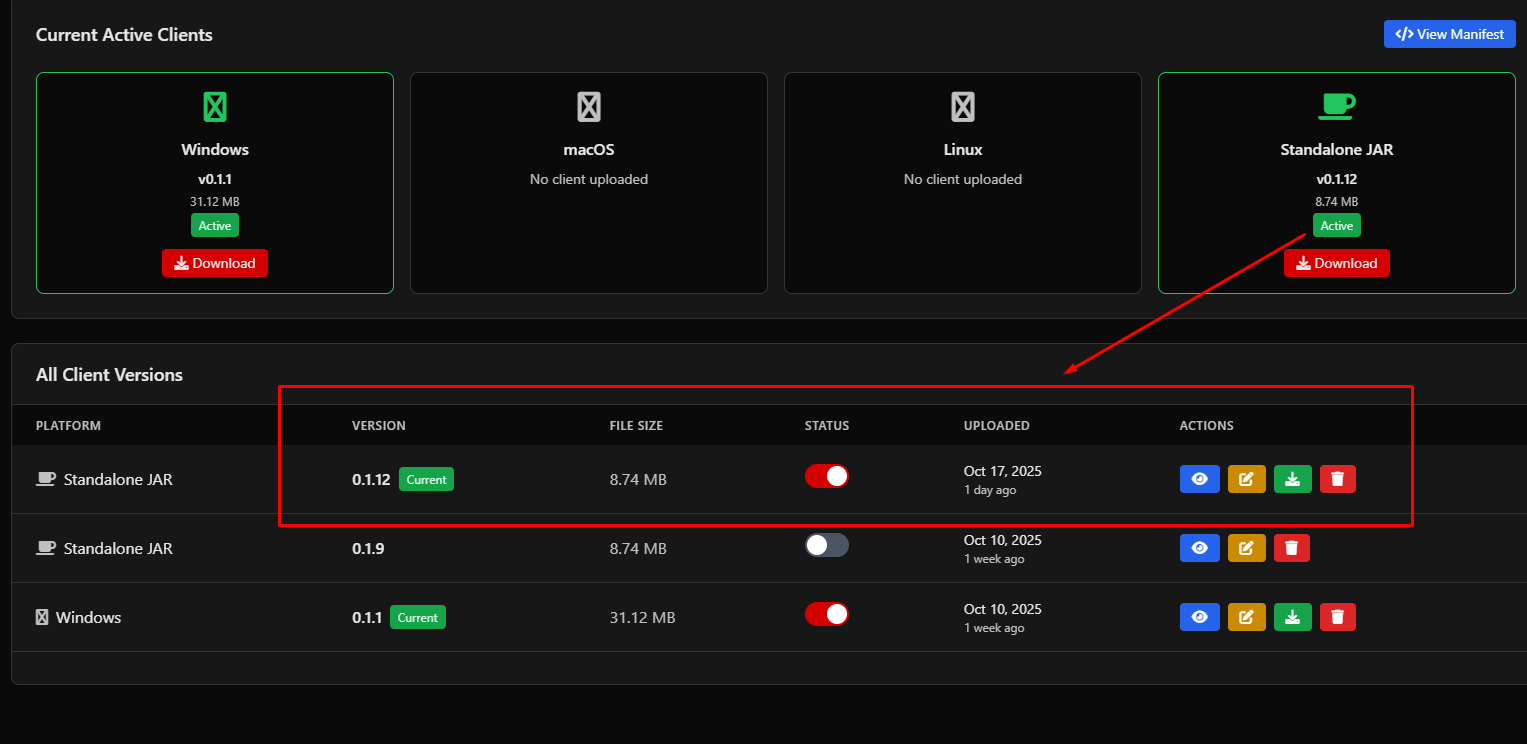 Current Active Clients
View Manifest
Windows
v0.1.1
31.12 MB
Active
Download
macOS
No client uploaded
Linux
No client uploaded
Standalone JAR
v0.1.12
8.74 MB
Active
Download
All Client Versions
PLATFORM VERSION FILE SIZE STATUS UPLOADED ACTIONS
Standalone JAR 0.1.12 Current 8.74 MB Oct 17, 2025
1 day ago
Standalone JAR 0.1.9 8.74 MB Oct 10, 2025
1 week ago
Windows 0.1.1 Current 31.12 MB Oct 10, 2025
1 week ago